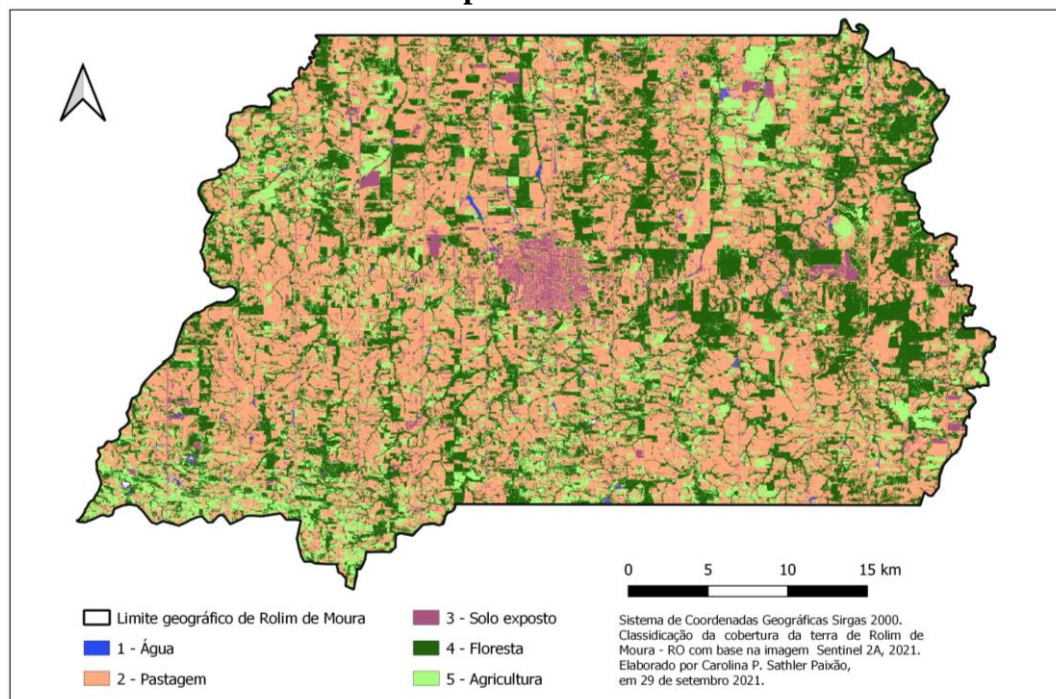 0 5 10 15 km
Limite geográfico de Rolim de Moura
1 - Água
2 - Pastagem
3 - Solo exposto
4 - Floresta
5 - Agricultura
Sistema de Coordenadas Geográficas Sirgas 2000.
Classidicação da cobertura da terra de Rolim de
Moura - RO com base na imagem Sentinel 2A, 2021.
Elaborado por Carolina P. Sathler Paixão,
em 29 de setembro 2021.